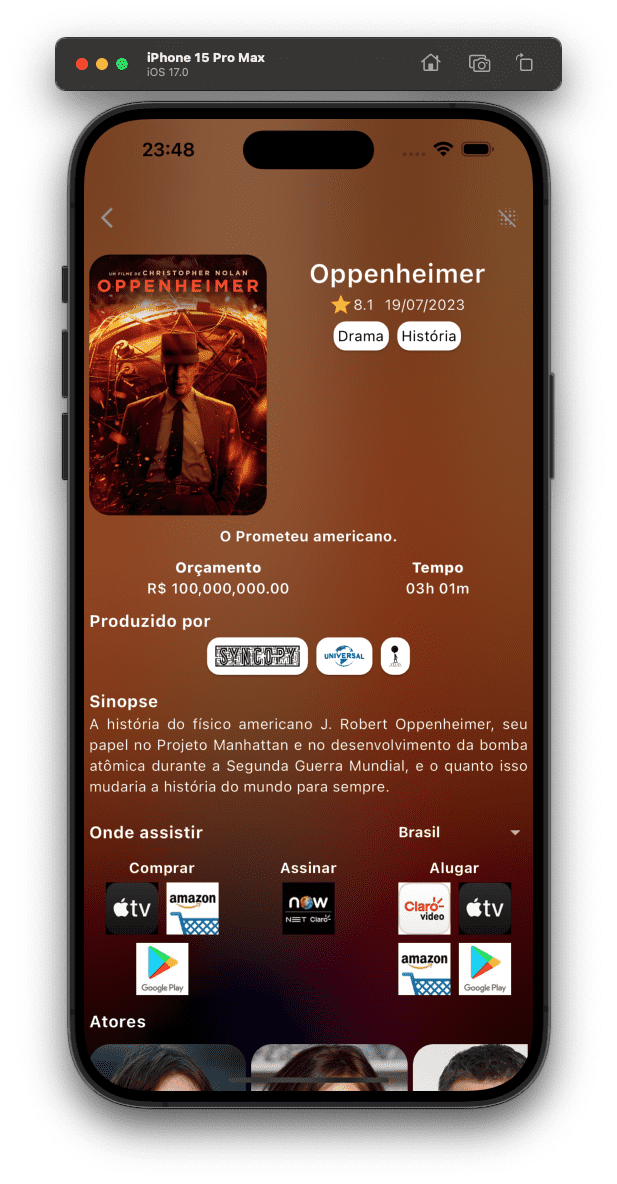 iPhone 15 Pro Max
iOS 17.0
23:48
UM FILME DE CHRISTOPHER NOLAN
OPPENHEIMER
Oppenheimer
8.1 19/07/2023
Drama História
O Prometeu americano.
Orçamento Tempo
R$ 100,000,000.00 03h 01m
Produzido por
SYNCOPY UNIVERSAL
Sinopse
A história do físico americano J. Robert Oppenheimer, seu
papel no Projeto Manhattan e no desenvolvimento da bomba
atômica durante a Segunda Guerra Mundial, e o quanto isso
mudaria a história do mundo para sempre.
Onde assistir Brasil
Comprar Assinar Alugar
tv amazon now Claro tv
NET Claro video
Google Play amazon Google Play
Atores